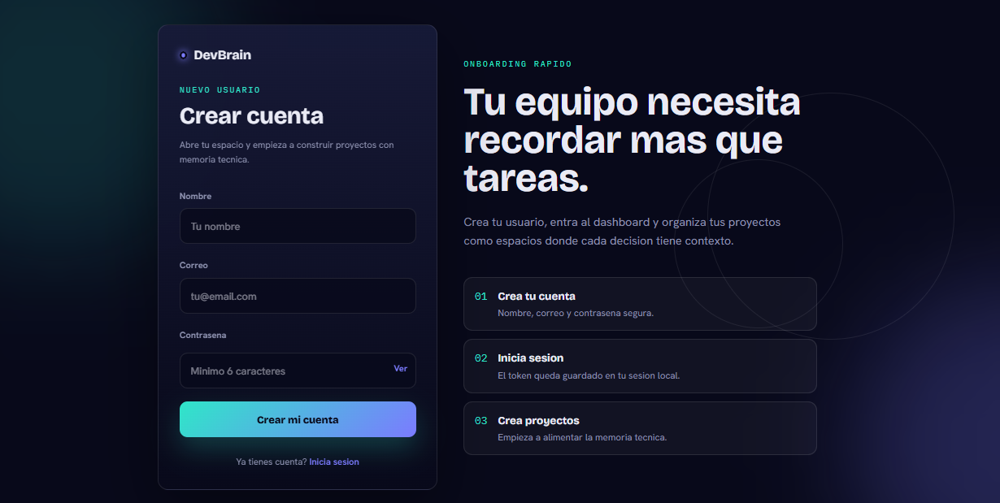 DevBrain
NUEVO USUARIO
Crear cuenta
Abre tu espacio y empieza a construir proyectos con
memoria tecnica.
Nombre
Tu nombre
Correo
tu@email.com
Contrasena
Minimo 6 caracteres
Ver
Crear mi cuenta
Ya tienes cuenta? Inicia sesion
ONBOARDING RAPIDO
Tu equipo necesita
recordar mas que
tareas.
Crea tu usuario, entra al dashboard y organiza tus proyectos
como espacios donde cada decision tiene contexto.
01 Crea tu cuenta
Nombre, correo y contrasena segura.
02 Inicia sesion
El token queda guardado en tu sesion local.
03 Crea proyectos
Empieza a alimentar la memoria tecnica.